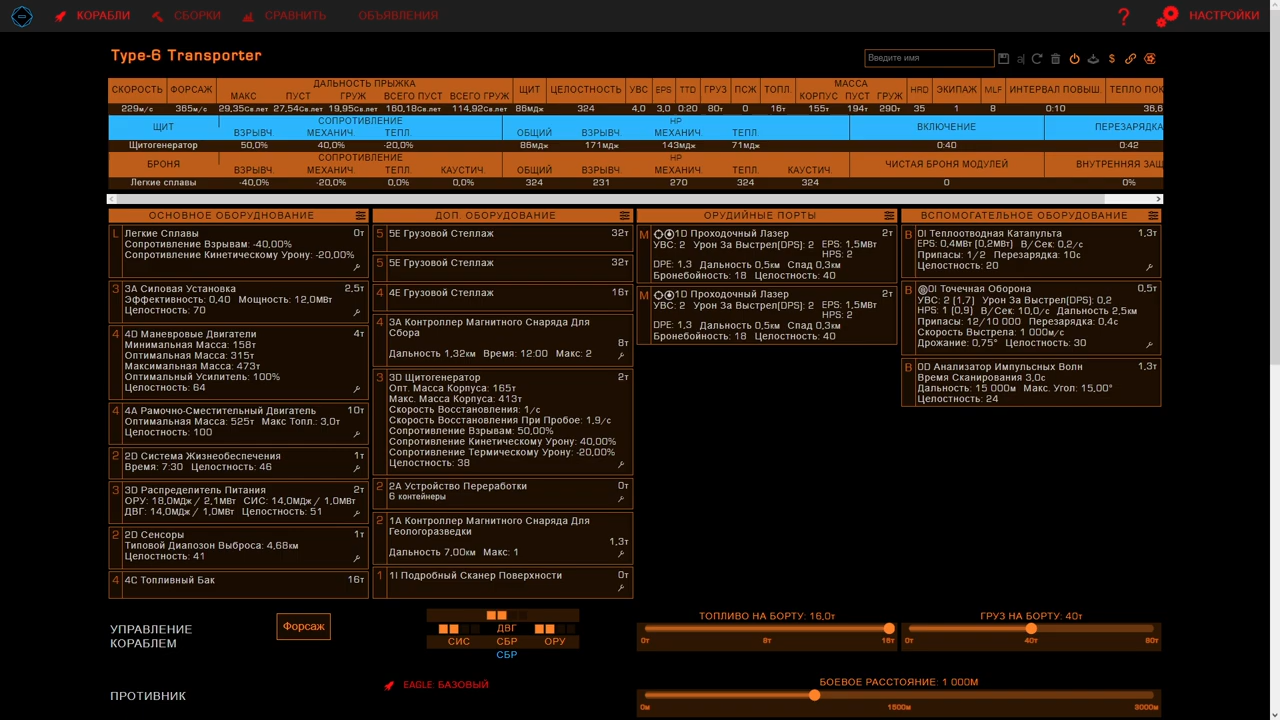 КОРАБЛИ СБОРКИ СРАВНИТЬ ОБЪЯВЛЕНИЯ ? НАСТРОЙКИ
Type-6 Transporter Введите имя
СКОРОСТЬ ФОРСАЖ ДАЛЬНОСТЬ ПРЫЖКА ЩИТ ЦЕЛОСТНОСТЬ УВС EPS TTD ГРУЗ ПСЖ ТОПЛ. МАССА HRD ЭКИПАЖ MLF ИНТЕРВАЛ ПОВЫШ. ТЕПЛО ПОК
МАКС ПУСТ ГРУЖ ВСЕГО ПУСТ ВСЕГО ГРУЖ КОРПУС ПУСТ ГРУЖ
229м/с 365м/с 29,35Св.лет 27,54Св.лет 19,95Св.лет 160,18Св.лет 114,92Св.лет 86МДж 324 4,0 3,0 0:20 80т 0 16т 155т 194т 290т 35 1 8 0:10 36,6
ЩИТ СОПРОТИВЛЕНИЕ HP ВКЛЮЧЕНИЕ ПЕРЕЗАРЯДКА
ВЗРЫВЧ. МЕХАНИЧ. ТЕПЛ. ОБЩИЙ ВЗРЫВЧ. МЕХАНИЧ. ТЕПЛ.
Щитогенератор 50,0% 40,0% -20,0% 86МДж 171МДж 143МДж 71МДж 0:40 0:42
БРОНЯ СОПРОТИВЛЕНИЕ HP ЧИСТАЯ БРОНЯ МОДУЛЕЙ ВНУТРЕННЯЯ ЗАЩ
ВЗРЫВЧ. МЕХАНИЧ. ТЕПЛ. КАУСТИЧ. ОБЩИЙ ВЗРЫВЧ. МЕХАНИЧ. ТЕПЛ. КАУСТИЧ.
Легкие сплавы -40,0% -20,0% 0,0% 0,0% 324 231 270 324 324 0 0%
ОСНОВНОЕ ОБОРУДНОВАНИЕ
L Легкие Сплавы 0т
Сопротивление Взрывам: -40,00%
Сопротивление Кинетическому Урону: -20,00%
3 3A Силовая Установка 2,5т
Эффективность: 0,40 Мощность: 12,0МВт
Целостность: 70
4 4D Маневровые Двигатели 4т
Минимальная Масса: 158т
Оптимальная Масса: 315т
Максимальная Масса: 473т
Оптимальный Усилитель: 100%
Целостность: 64
4 4A Рамочно-Сместительный Двигатель 10т
Оптимальная Масса: 525т Макс Топл.: 3,0т
Целостность: 100
2 2D Система Жизнеобеспечения 1т
Время: 7:30 Целостность: 46
3 3D Распределитель Питания 2т
ОРУ: 18,0МДж / 2,1МВт СИС: 14,0МДж / 1,0МВт
ДВГ: 14,0МДж / 1,0МВт Целостность: 51
2 2D Сенсоры 1т
Типовой Диапазон Выброса: 4,68км
Целостность: 41
4 4C Топливный Бак 16т
ДОП. ОБОРУДОВАНИЕ
5 5E Грузовой Стеллаж 32т
5 5E Грузовой Стеллаж 32т
4 4E Грузовой Стеллаж 16т
4 3A Контроллер Магнитного Снаряда Для
Сбора
8т
Дальность 1,32км Время: 12:00 Макс: 2
3 3D Щитогенератор 2т
Опт. Масса Корпуса: 165т
Макс. Масса Корпуса: 413т
Скорость Восстановления: 1/с
Скорость Восстановления При Пробое: 1,9/с
Сопротивление Взрывам: 50,00%
Сопротивление Кинетическому Урону: 40,00%
Сопротивление Термическому Урону: -20,00%
Целостность: 38
2 2A Устройство Переработки 0т
6 контейнеры
2 1A Контроллер Магнитного Снаряда Для
Геологоразведки
1,3т
Дальность 7,00км Макс: 1
1 1I Подробный Сканер Поверхности 0т
ОРУДИЙНЫЕ ПОРТЫ
M 1D Проходочный Лазер 2т
УВС: 2 Урон За Выстрел(DPS): 2 EPS: 1,5МВт
HPS: 2
DPE: 1,3 Дальность 0,5км Спад 0,3км
Бронебойность: 18 Целостность: 40
M 1D Проходочный Лазер 2т
УВС: 2 Урон За Выстрел(DPS): 2 EPS: 1,5МВт
HPS: 2
DPE: 1,3 Дальность 0,5км Спад 0,3км
Бронебойность: 18 Целостность: 40
ВСПОМОГАТЕЛЬНОЕ ОБОРУДОВАНИЕ
В 0I Теплоотводная Катапульта 1,3т
EPS: 0,4МВт (0,2МВт) В/Сек: 0,2/с
Припасы: 1/2 Перезарядка: 10с
Целостность: 20
В 0I Точечная Оборона 0,5т
УВС: 2 (1,7) Урон За Выстрел(DPS): 0,2
HPS: 1 (0,9) В/Сек: 10,0/с Дальность 2,5км
Припасы: 12/10 000 Перезарядка: 0,4с
Скорость Выстрела: 1 000м/с
Дрожание: 0,75° Целостность: 30
В 0D Анализатор Импульсных Волн 1,3т
Время Сканирования 3,0с
Дальность: 15 000м Макс. Угол: 15,00°
Целостность: 24
УПРАВЛЕНИЕ
КОРАБЛЕМ
Форсаж
ДВГ
СИС СБР ОРУ
СБР
ТОПЛИВО НА БОРТУ: 16,0т
0т 8т 16т
ГРУЗ НА БОРТУ: 40т
0т 40т 80т
ПРОТИВНИК
EAGLE: БАЗОВЫЙ
БОЕВОЕ РАССТОЯНИЕ: 1 000М
0м 1500м 3000м